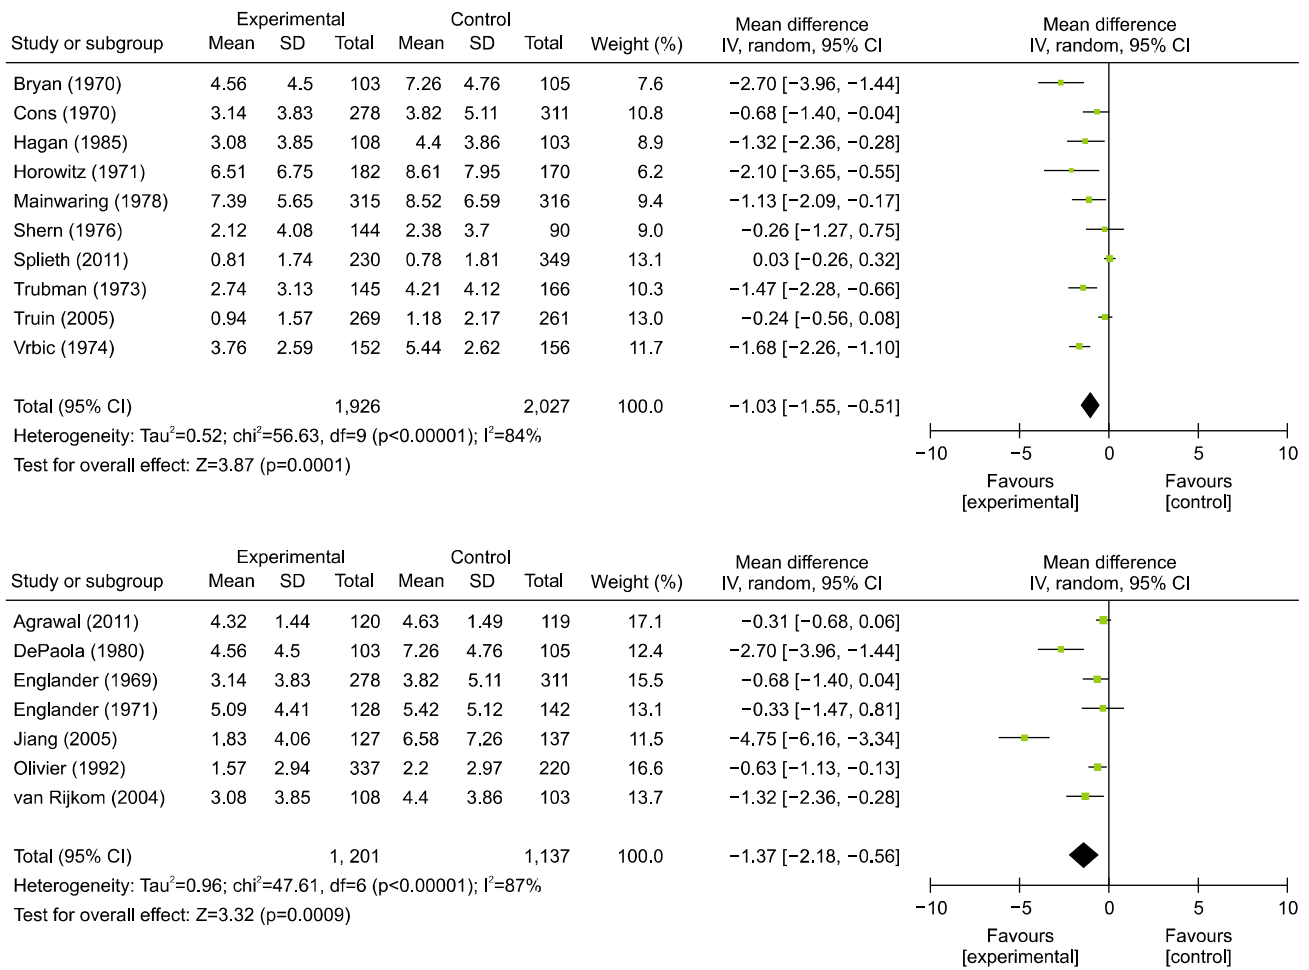 Experimental Control Mean difference Mean difference
Study or subgroup Mean SD Total Mean SD Total Weight (%) IV, random, 95% CI IV, random, 95% CI
Bryan (1970) 4.56 4.5 103 7.26 4.76 105 7.6 −2.70 [−3.96, −1.44]
Cons (1970) 3.14 3.83 278 3.82 5.11 311 10.8 −0.68 [−1.40, −0.04]
Hagan (1985) 3.08 3.85 108 4.4 3.86 103 8.9 −1.32 [−2.36, −0.28]
Horowitz (1971) 6.51 6.75 182 8.61 7.95 170 6.2 −2.10 [−3.65, −0.55]
Mainwaring (1978) 7.39 5.65 315 8.52 6.59 316 9.4 −1.13 [−2.09, −0.17]
Shern (1976) 2.12 4.08 144 2.38 3.7 90 9.0 −0.26 [−1.27, 0.75]
Splieth (2011) 0.81 1.74 230 0.78 1.81 349 13.1 0.03 [−0.26, 0.32]
Trubman (1973) 2.74 3.13 145 4.21 4.12 166 10.3 −1.47 [−2.28, −0.66]
Truin (2005) 0.94 1.57 269 1.18 2.17 261 13.0 −0.24 [−0.56, 0.08]
Vrbic (1974) 3.76 2.59 152 5.44 2.62 156 11.7 −1.68 [−2.26, −1.10]
Total (95% CI) 1,926 2,027 100.0 −1.03 [−1.55, −0.51]
Heterogeneity: Tau²=0.52; chi²=56.63, df=9 (p<0.00001); I²=84%
Test for overall effect: Z=3.87 (p=0.0001)
−10 −5 0 5 10
Favours Favours
[experimental] [control]
Experimental Control Mean difference Mean difference
Study or subgroup Mean SD Total Mean SD Total Weight (%) IV, random, 95% CI IV, random, 95% CI
Agrawal (2011) 4.32 1.44 120 4.63 1.49 119 17.1 −0.31 [−0.68, 0.06]
DePaola (1980) 4.56 4.5 103 7.26 4.76 105 12.4 −2.70 [−3.96, −1.44]
Englander (1969) 3.14 3.83 278 3.82 5.11 311 15.5 −0.68 [−1.40, 0.04]
Englander (1971) 5.09 4.41 128 5.42 5.12 142 13.1 −0.33 [−1.47, 0.81]
Jiang (2005) 1.83 4.06 127 6.58 7.26 137 11.5 −4.75 [−6.16, −3.34]
Olivier (1992) 1.57 2.94 337 2.2 2.97 220 16.6 −0.63 [−1.13, −0.13]
van Rijkom (2004) 3.08 3.85 108 4.4 3.86 103 13.7 −1.32 [−2.36, −0.28]
Total (95% CI) 1, 201 1,137 100.0 −1.37 [−2.18, −0.56]
Heterogeneity: Tau²=0.96; chi²=47.61, df=6 (p<0.00001); I²=87%
Test for overall effect: Z=3.32 (p=0.0009)
−10 −5 0 5 10
Favours Favours
[experimental] [control]